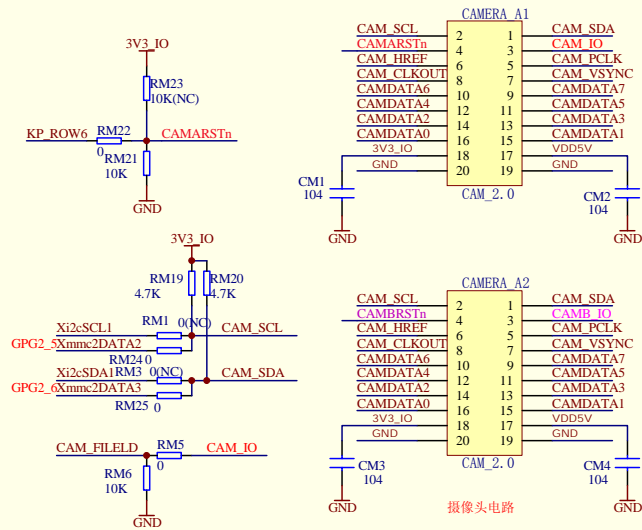 3V3_IO
RM23
10K(NC)
KP_ROW6
RM22
0
CAMARSTn
RM21
10K
GND
CAMERA_A1
CAM_SCL 2 1 CAM_SDA
CAMARSTn 4 3 CAM_IO
CAM_HREF 6 5 CAM_PCLK
CAM_CLKOUT 8 7 CAM_VSYNC
CAMDATA6 10 9 CAMDATA7
CAMDATA4 12 11 CAMDATA5
CAMDATA2 14 13 CAMDATA3
CAMDATA0 16 15 CAMDATA1
3V3_IO 18 17 VDD5V
GND 20 19 GND
CAM_2.0
CM1
104
GND
CM2
104
GND
3V3_IO
RM19
4.7K
RM20
4.7K
Xi2cSCL1
RM1
0(NC)
CAM_SCL
GPG2_5
Xmmc2DATA2
RM24 0
Xi2cSDA1
RM3
0(NC)
CAM_SDA
GPG2_6
Xmmc2DATA3
RM25
0
CAM_FILELD
RM5
0
CAM_IO
RM6
10K
GND
CAMERA_A2
CAM_SCL 2 1 CAM_SDA
CAMBRSTn 4 3 CAMB_IO
CAM_HREF 6 5 CAM_PCLK
CAM_CLKOUT 8 7 CAM_VSYNC
CAMDATA6 10 9 CAMDATA7
CAMDATA4 12 11 CAMDATA5
CAMDATA2 14 13 CAMDATA3
CAMDATA0 16 15 CAMDATA1
3V3_IO 18 17 VDD5V
GND 20 19 GND
CAM_2.0
CM3
104
GND
CM4
104
GND
摄像头电路